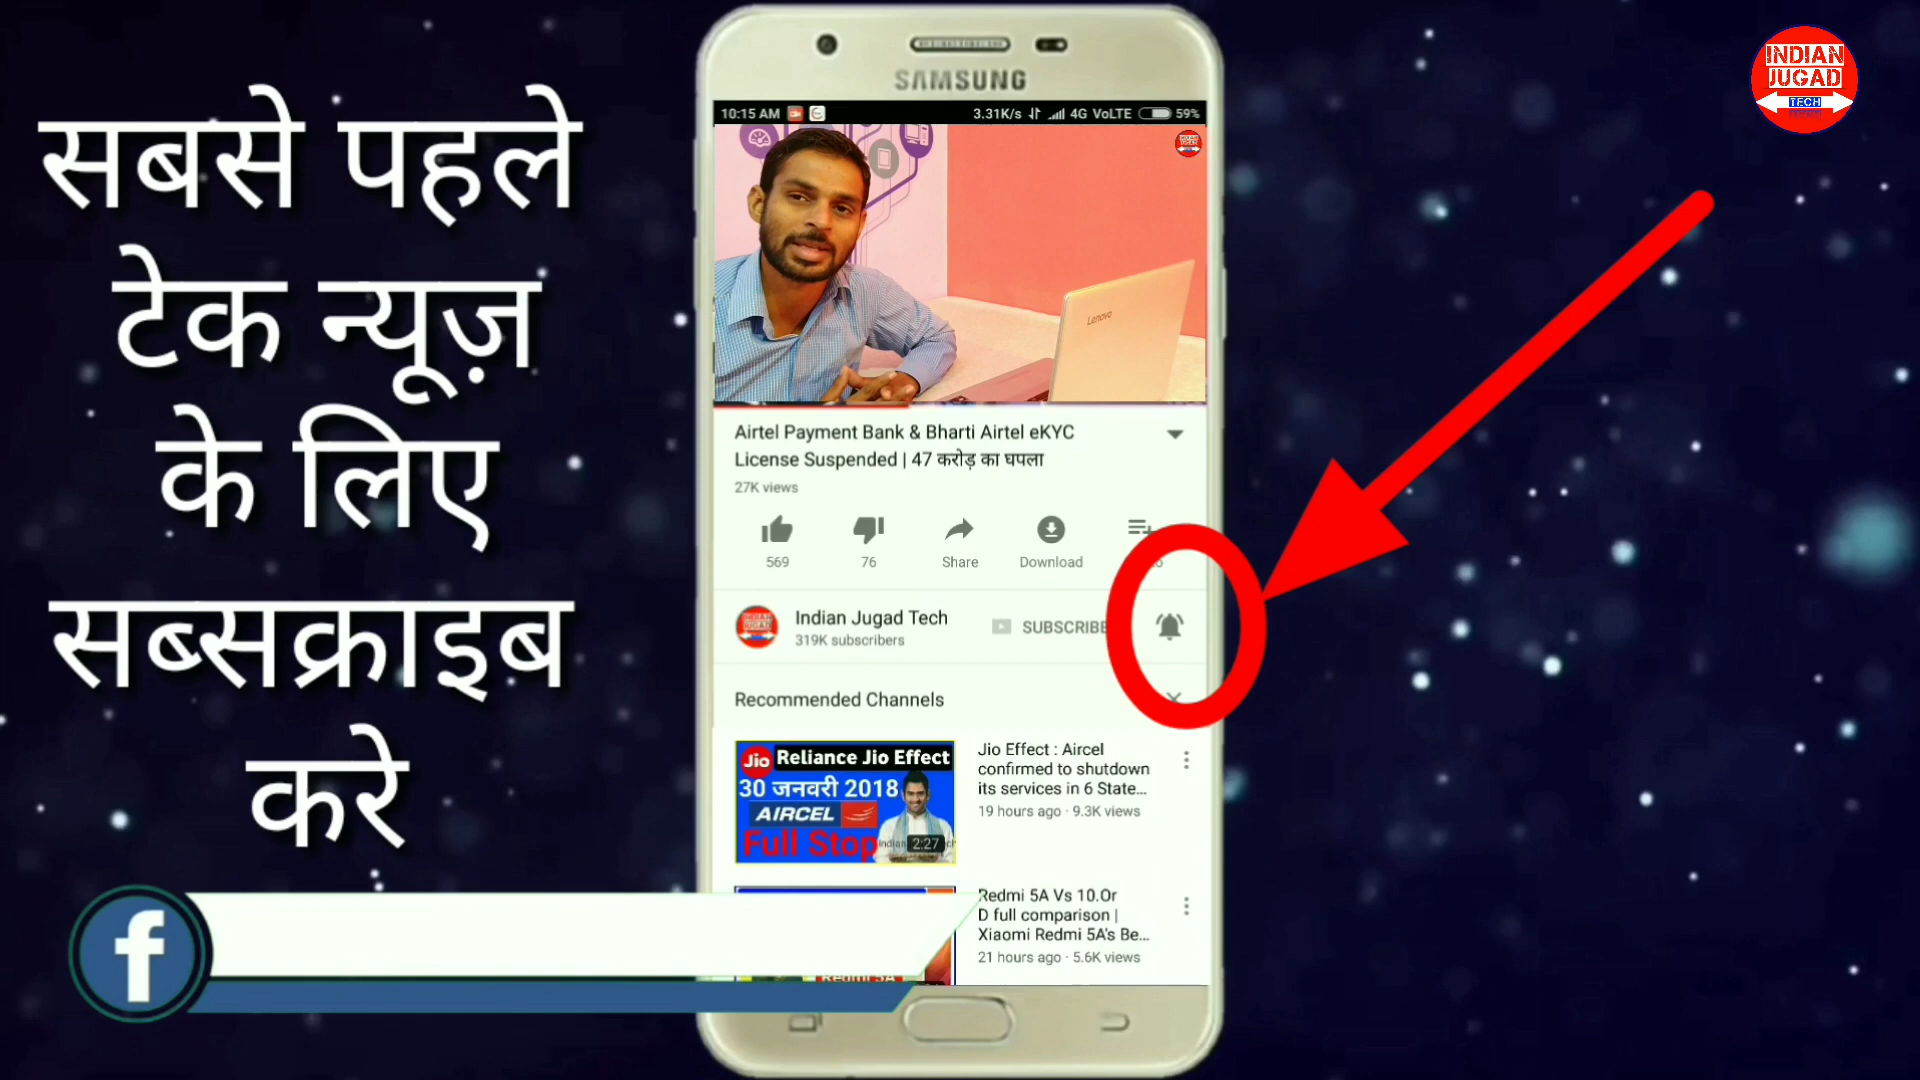 सबसे पहले
टेक न्यूज़
के लिए
सब्सक्राइब
करे
INDIAN
JUGAD
TECH
SAMSUNG
10:15 AM
3.31K/s 4G VoLTE 59%
Lenovo
Airtel Payment Bank & Bharti Airtel eKYC
License Suspended | 47 करोड़ का घपला
27K views
569 76 Share Download
Indian Jugad Tech
319K subscribers
SUBSCRIBE
Recommended Channels
Jio Reliance Jio Effect
30 जनवरी 2018
AIRCEL
Full Stop
2:27
Jio Effect : Aircel
confirmed to shutdown
its services in 6 State...
19 hours ago · 9.3K views
Redmi 5A Vs 10.Or
D full comparison |
Xiaomi Redmi 5A's Be...
21 hours ago · 5.6K views
Redmi 5A
f